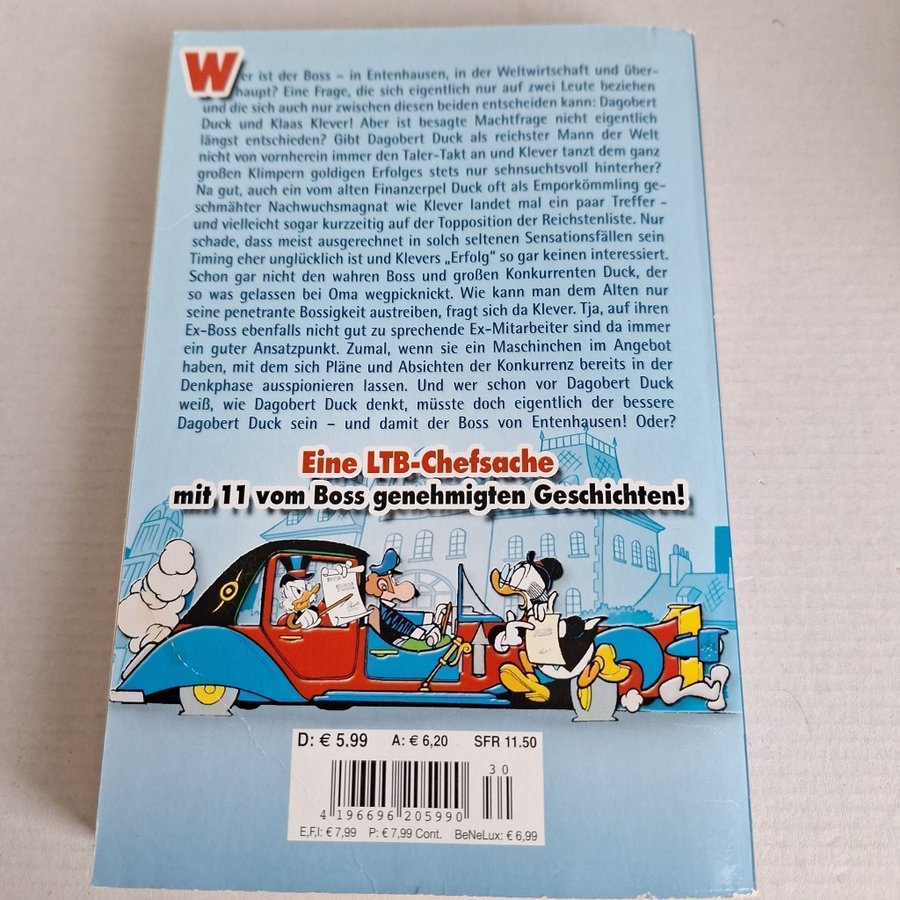 Wer ist der Boss – in Entenhausen, in der Weltwirtschaft und über-
haupt? Eine Frage, die sich eigentlich nur auf zwei Leute beziehen
und die sich auch nur zwischen diesen beiden entscheiden kann: Dagobert
Duck und Klaas Klever! Aber ist besagte Machtfrage nicht eigentlich
längst entschieden? Gibt Dagobert Duck als reichster Mann der Welt
nicht von vornherein immer den Taler-Takt an und Klever tanzt dem ganz
großen Klimpern goldigen Erfolges stets nur sehnsuchtsvoll hinterher?
Na gut, auch ein vom alten Finanzerpel Duck oft als Emporkömmling ge-
schmähter Nachwuchsmagnat wie Klever landet mal ein paar Treffer –
und vielleicht sogar kurzzeitig auf der Topposition der Reichstenliste. Nur
schade, dass meist ausgerechnet in solch seltenen Sensationsfällen sein
Timing eher unglücklich ist und Klevers „Erfolg“ so gar keinen interessiert.
Schon gar nicht den wahren Boss und großen Konkurrenten Duck, der
so was gelassen bei Oma wegpicknickt. Wie kann man dem Alten nur
seine penetrante Bossigkeit austreiben, fragt sich da Klever. Tja, auf ihren
Ex-Boss ebenfalls nicht gut zu sprechende Ex-Mitarbeiter sind da immer
ein guter Ansatzpunkt. Zumal, wenn sie ein Maschinchen im Angebot
haben, mit dem sich Pläne und Absichten der Konkurrenz bereits in der
Denkphase ausspionieren lassen. Und wer schon vor Dagobert Duck
weiß, wie Dagobert Duck denkt, müsste doch eigentlich der bessere
Dagobert Duck sein – und damit der Boss von Entenhausen! Oder?
Eine LTB-Chefsache
mit 11 vom Boss genehmigten Geschichten!
D: € 5.99 A: € 6,20 SFR 11.50
30
4 196696 205990
E,F,I: € 7,99 P: € 7,99 Cont. BeNeLux: € 6,99